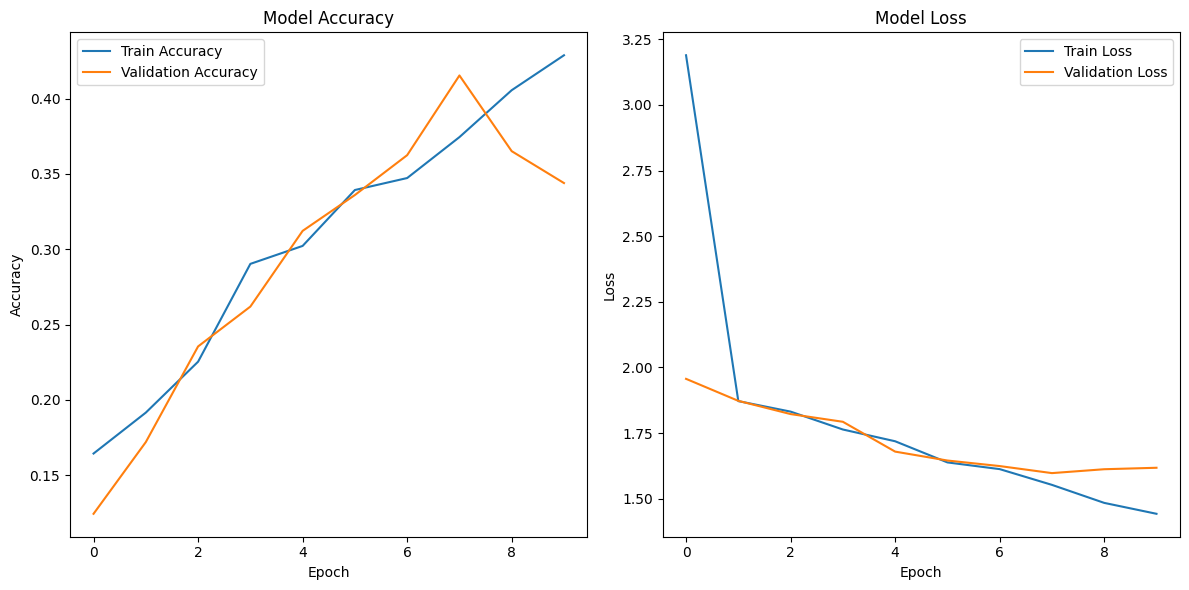 Model Accuracy
Train Accuracy
Validation Accuracy
0.40
0.35
0.30
0.25
0.20
0.15
Accuracy
0 2 4 6 8
Epoch
Model Loss
Train Loss
Validation Loss
3.25
3.00
2.75
2.50
2.25
2.00
1.75
1.50
Loss
0 2 4 6 8
Epoch